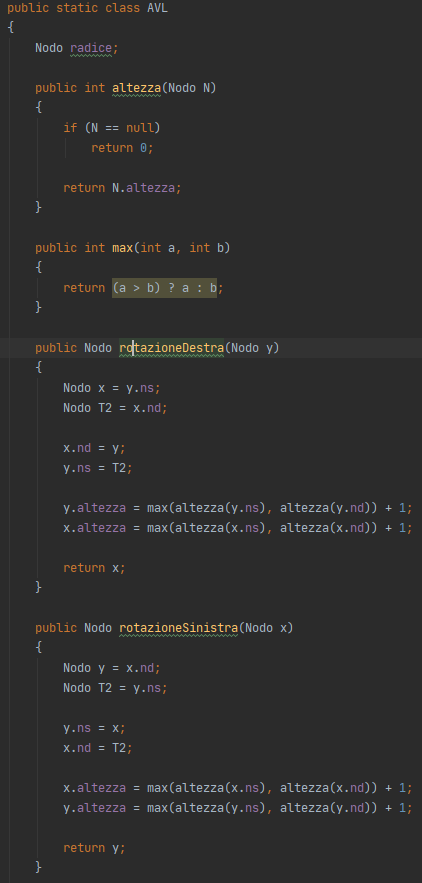 public static class AVL
{
    Nodo radice;

    public int altezza(Nodo N)
    {
        if (N == null)
            return 0;

        return N.altezza;
    }

    public int max(int a, int b)
    {
        return (a > b) ? a : b;
    }

    public Nodo rotazioneDestra(Nodo y)
    {
        Nodo x = y.ns;
        Nodo T2 = x.nd;

        x.nd = y;
        y.ns = T2;

        y.altezza = max(altezza(y.ns), altezza(y.nd)) + 1;
        x.altezza = max(altezza(x.ns), altezza(x.nd)) + 1;

        return x;
    }

    public Nodo rotazioneSinistra(Nodo x)
    {
        Nodo y = x.nd;
        Nodo T2 = y.ns;

        y.ns = x;
        x.nd = T2;

        x.altezza = max(altezza(x.ns), altezza(x.nd)) + 1;
        y.altezza = max(altezza(y.ns), altezza(y.nd)) + 1;

        return y;
    }